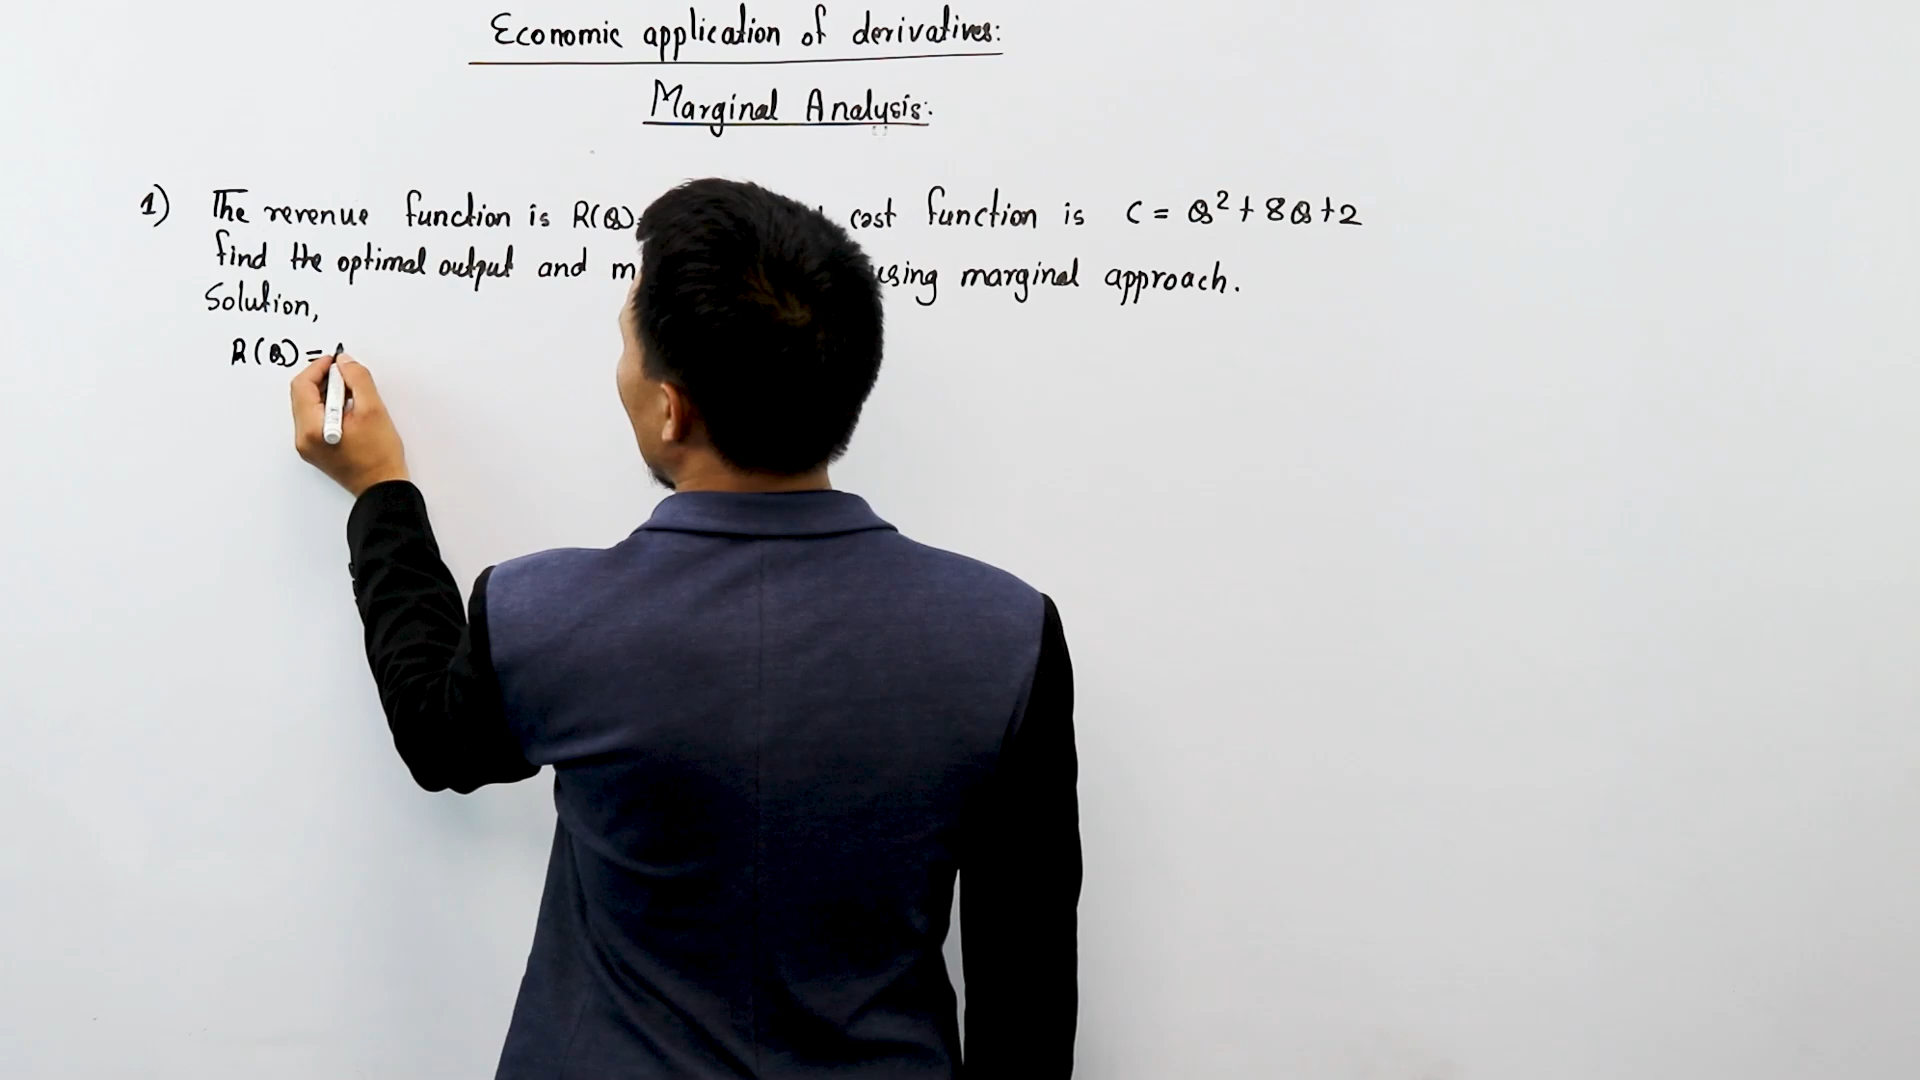 Economic application of derivatives:
Marginal Analysis:
1) The revenue function is R(Q) cost function is C = Q² + 8Q + 2
find the optimal output and using marginal approach.
Solution,
R(Q) =